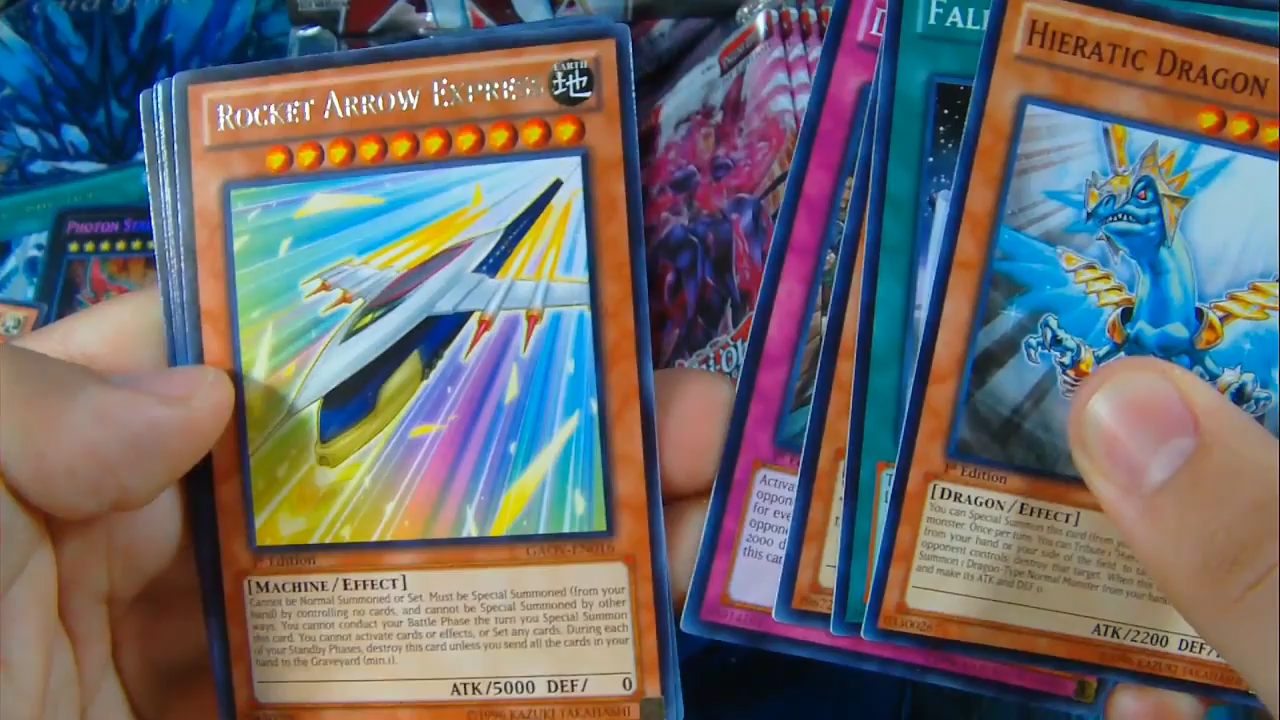 ROCKET ARROW EXPRESS
EARTH
地
1st Edition
GAOV-EN016
[MACHINE/EFFECT]
Cannot be Normal Summoned or Set. Must be Special Summoned (from your
hand) by controlling no cards, and cannot be Special Summoned by other
ways. You cannot conduct your Battle Phase the turn you Special Summon
this card. You cannot activate cards or effects, or Set any cards. During each
of your Standby Phases, destroy this card unless you send all the cards in your
hand to the Graveyard (min.1).
ATK/5000 DEF/ 0
©1996 KAZUKI TAKAHASHI
PHOTON
Activa
oppon
for eve
oppon
2000 d
this car
FAL
HIERATIC DRAGON
1st Edition
[DRAGON/EFFECT]
You can Special Summon this card (from you
monster. Once per turn: You can Tribute 1 "Hier
from your hand or your side of the field to ta
opponent controls; destroy that target. When this
Summon 1 Dragon-Type Normal Monster from your hand,
and make its ATK and DEF 0.
ATK/2200 DEF/
©1996 KAZUKI TAKAHASHI